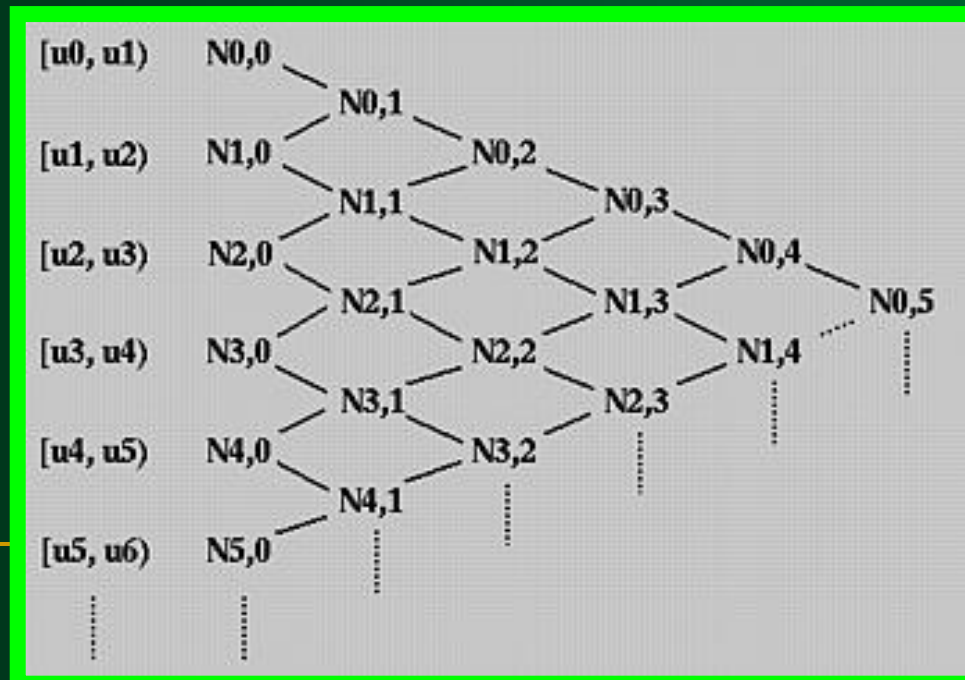 [u0, u1) N0,0
N0,1
[u1, u2) N1,0 N0,2
N1,1 N0,3
[u2, u3) N2,0 N1,2 N0,4
N2,1 N1,3 N0,5
[u3, u4) N3,0 N2,2 N1,4
N3,1 N2,3
[u4, u5) N4,0 N3,2
N4,1
[u5, u6) N5,0